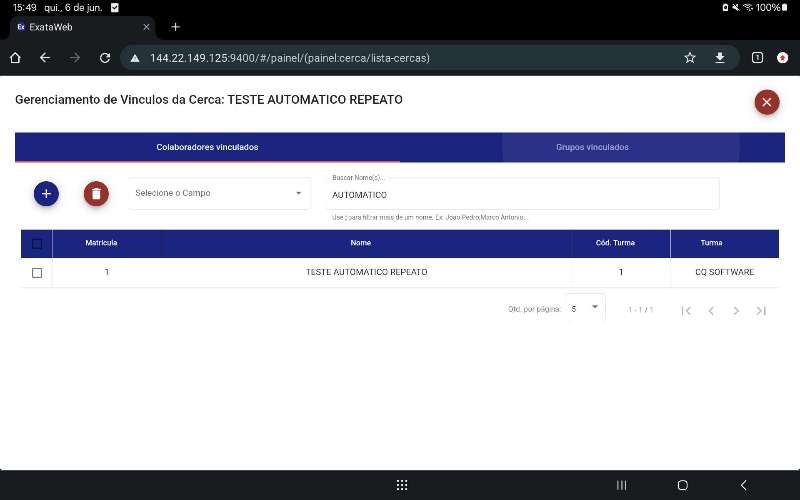 15:49 qui., 6 de jun. 100%
Ex ExataWeb
144.22.149.125:9400/#/painel/(painel:cerca/lista-cercas) 1
Gerenciamento de Vinculos da Cerca: TESTE AUTOMATICO REPEATO
Colaboradores vinculados Grupos vinculados
Buscar Nome(s)...
Selecione o Campo AUTOMATICO
Use ; para filtrar mais de um nome. Ex: Joao Pedro;Marco Antonio...
Matricula Nome Cód. Turma Turma
1 TESTE AUTOMATICO REPEATO 1 CQ SOFTWARE
Qtd. por página: 5 1 - 1 / 1